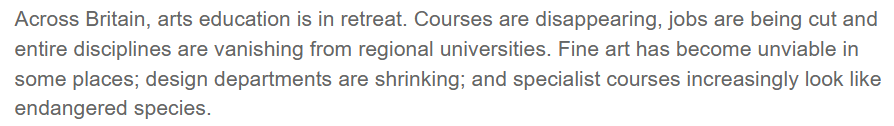 Across Britain, arts education is in retreat. Courses are disappearing, jobs are being cut and
entire disciplines are vanishing from regional universities. Fine art has become unviable in
some places; design departments are shrinking; and specialist courses increasingly look like
endangered species.